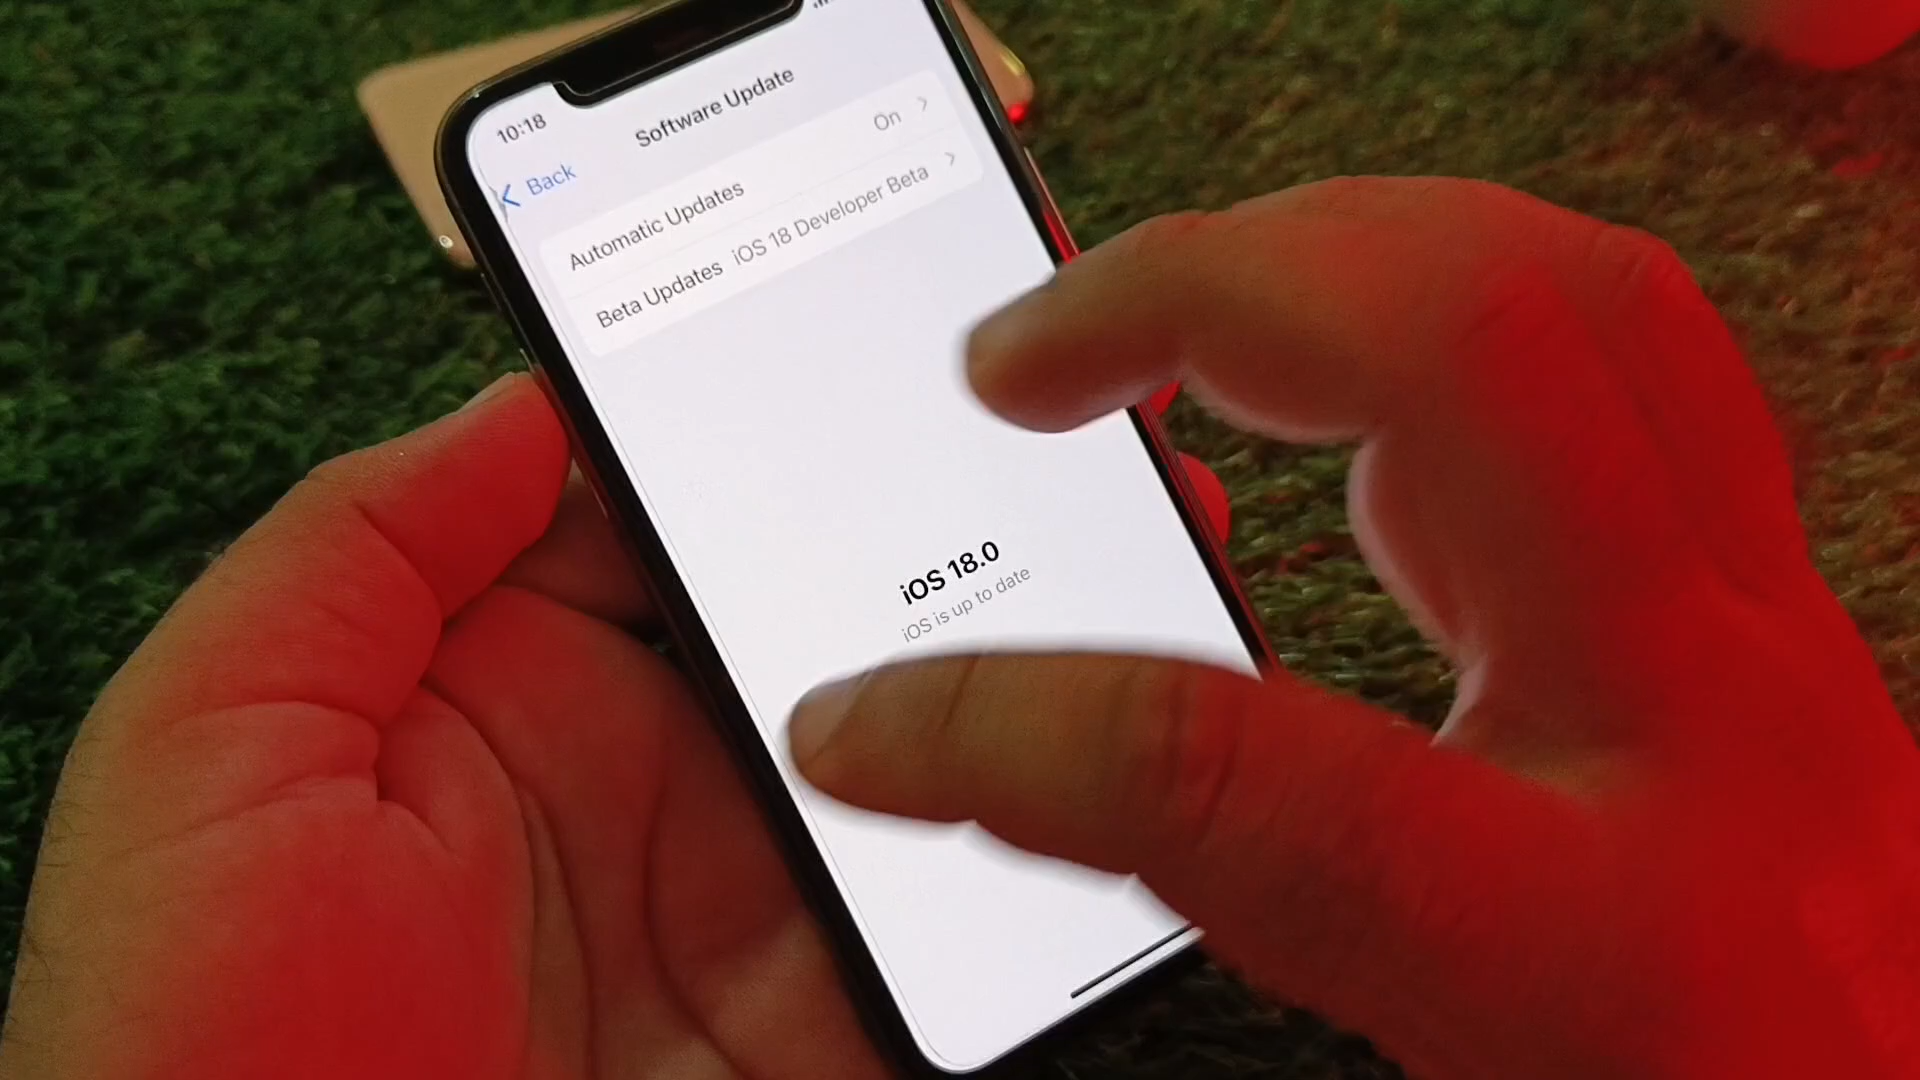 10:18
Back
Software Update
Automatic Updates On
Beta Updates iOS 18 Developer Beta
iOS 18.0
iOS is up to date